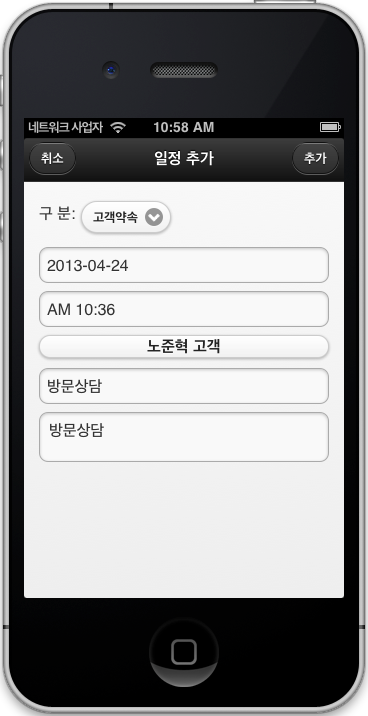 네트워크 사업자 10:58 AM
취소 일정 추가 추가
구 분: 고객약속
2013-04-24
AM 10:36
노준혁 고객
방문상담
방문상담